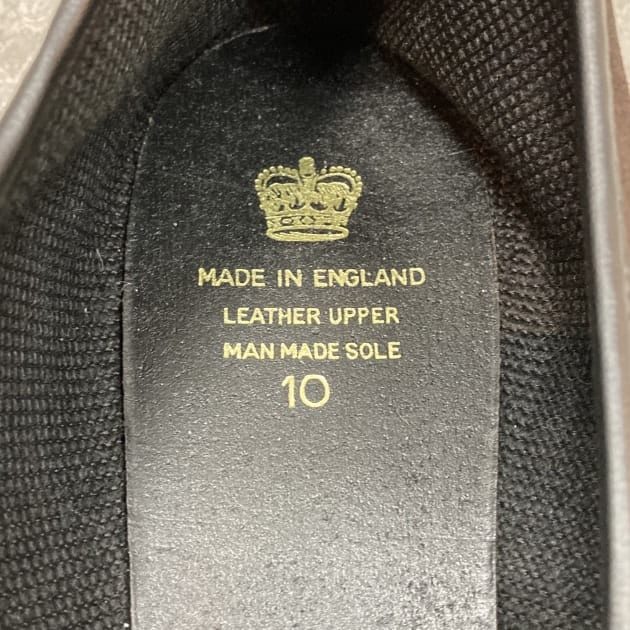 MADE IN ENGLAND
LEATHER UPPER
MAN MADE SOLE
10